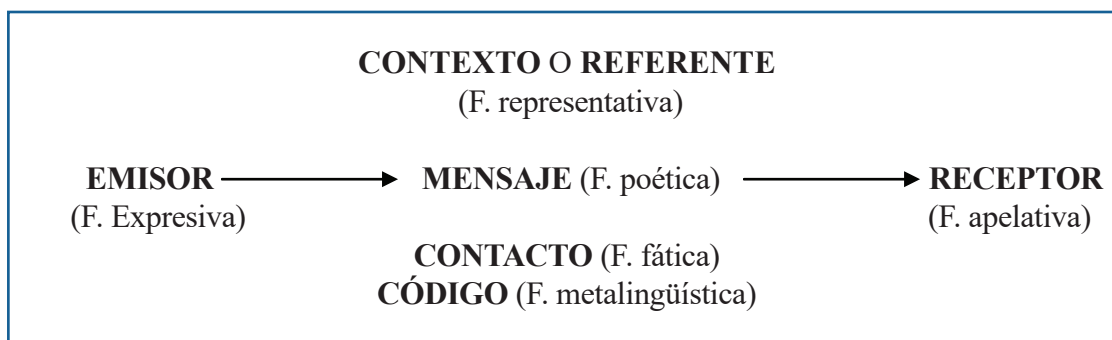 CONTEXTO O REFERENTE
(F. representativa)
EMISOR MENSAJE (F. poética) RECEPTOR
(F. Expresiva) (F. apelativa)
CONTACTO (F. fática)
CÓDIGO (F. metalingüística)